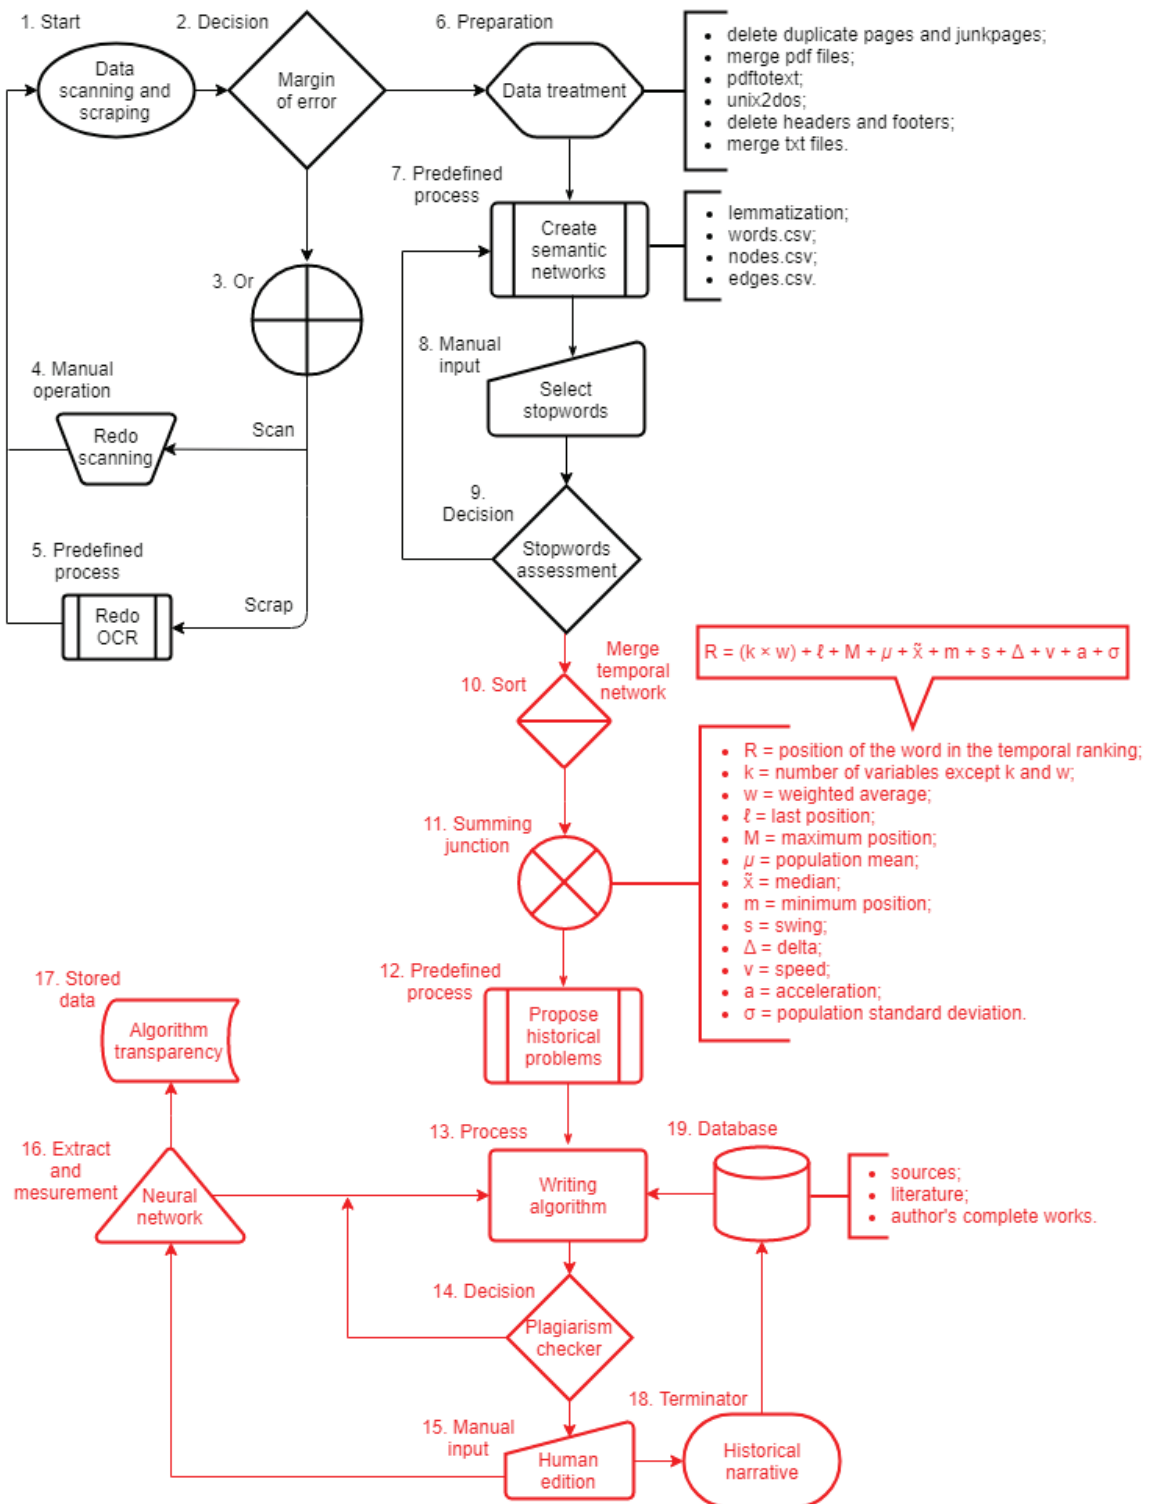 1. Start
Data
scanning and
scraping
2. Decision
Margin
of error
3. Or
4. Manual
operation
Redo
scanning
Scan
5. Predefined
process
Redo
OCR
Scrap
6. Preparation
Data treatment
delete duplicate pages and junkpages;
merge pdf files;
pdftotext;
unix2dos;
delete headers and footers;
merge txt files.
7. Predefined
process
Create
semantic
networks
lemmatization;
words.csv;
nodes.csv;
edges.csv.
8. Manual
input
Select
stopwords
9.
Decision
Stopwords
assessment
10. Sort
Merge
temporal
network
R = (k × w) + ℓ + M + μ + x̃ + m + s + Δ + v + a + σ
11. Summing
junction
R = position of the word in the temporal ranking;
k = number of variables except k and w;
w = weighted average;
ℓ = last position;
M = maximum position;
μ = population mean;
x̃ = median;
m = minimum position;
s = swing;
Δ = delta;
v = speed;
a = acceleration;
σ = population standard deviation.
12. Predefined
process
Propose
historical
problems
13. Process
Writing
algorithm
14. Decision
Plagiarism
checker
15. Manual
input
Human
edition
16. Extract
and
mesurement
Neural
network
17. Stored
data
Algorithm
transparency
18. Terminator
Historical
narrative
19. Database
sources;
literature;
author's complete works.